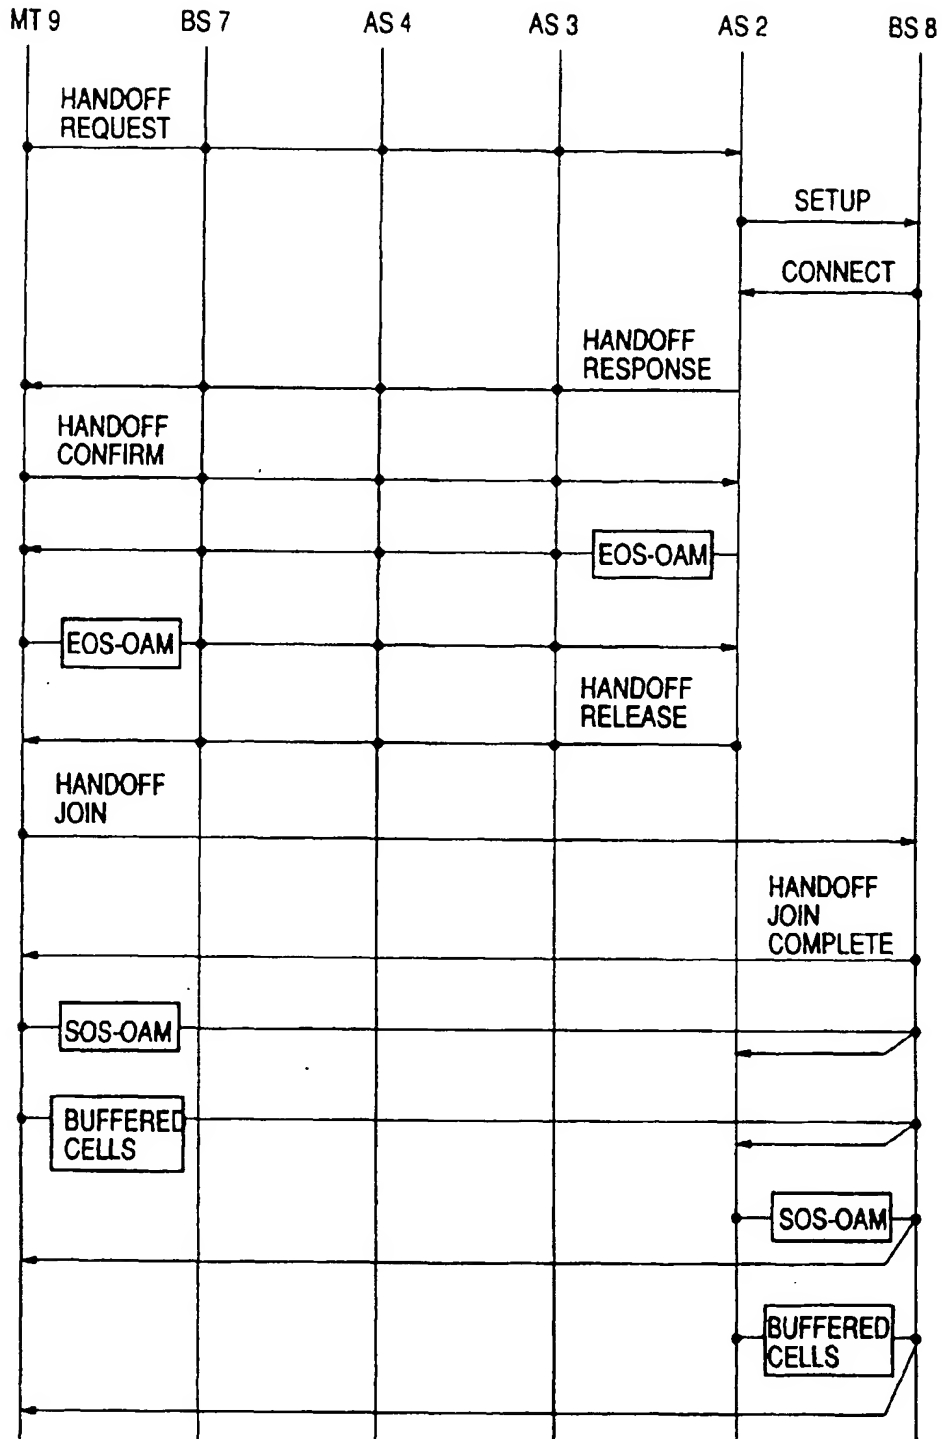 MT 9 BS 7 AS 4 AS 3 AS 2 BS 8
HANDOFF
REQUEST
SETUP
CONNECT
HANDOFF
RESPONSE
HANDOFF
CONFIRM
EOS-OAM
EOS-OAM
HANDOFF
RELEASE
HANDOFF
JOIN
HANDOFF
JOIN
COMPLETE
SOS-OAM
BUFFERED
CELLS
SOS-OAM
BUFFERED
CELLS